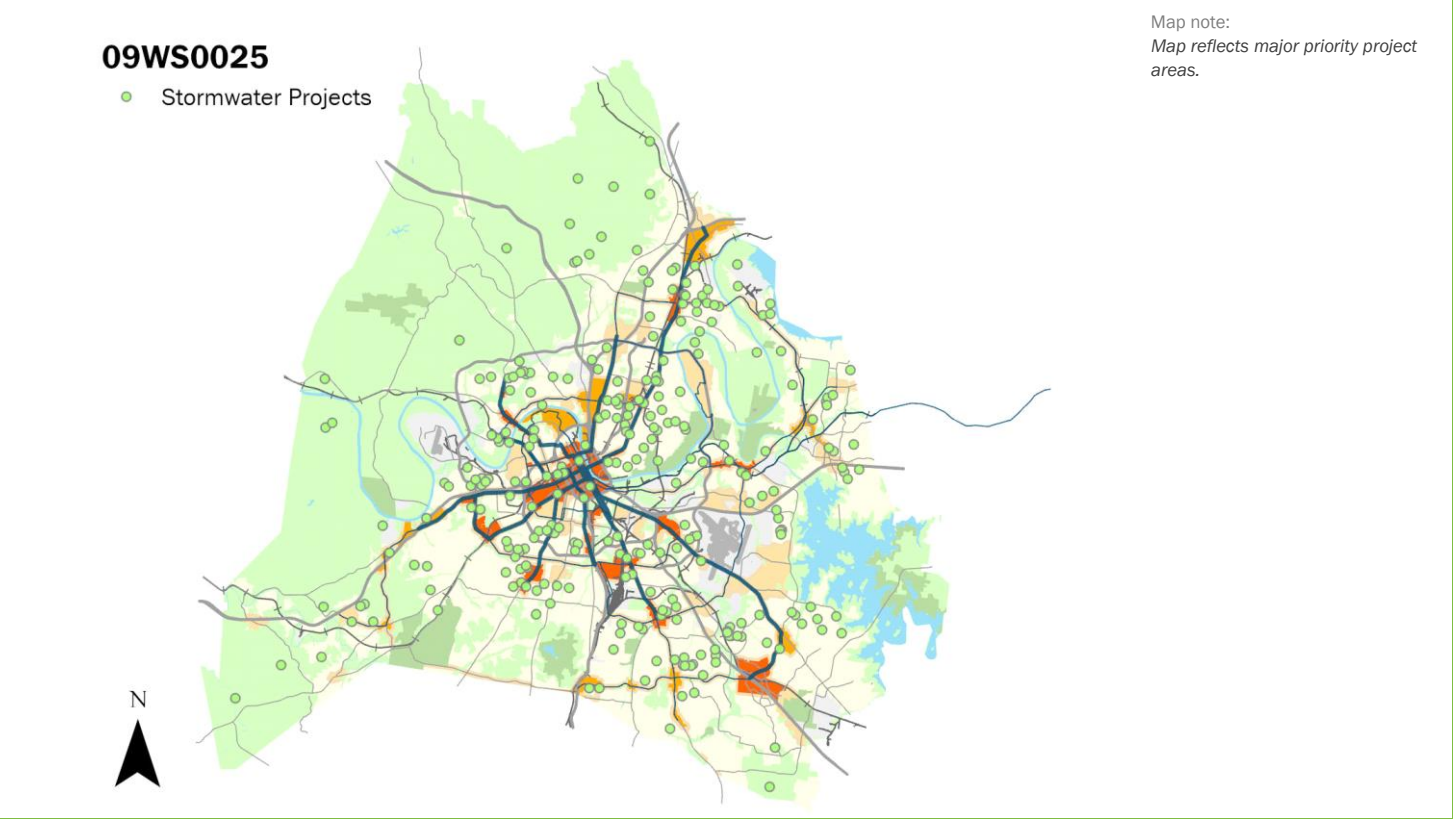 09WS0025
Stormwater Projects
Map note:
Map reflects major priority project
areas.
N